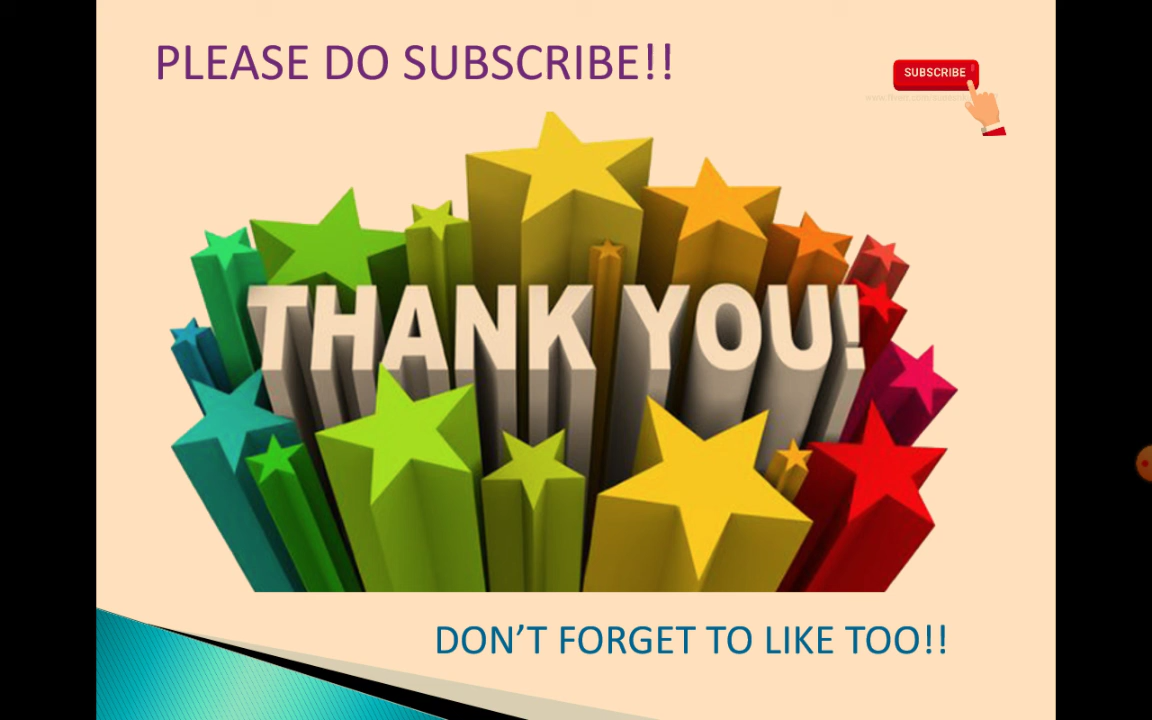 PLEASE DO SUBSCRIBE!!
SUBSCRIBE
THANK YOU!
DON'T FORGET TO LIKE TOO!!